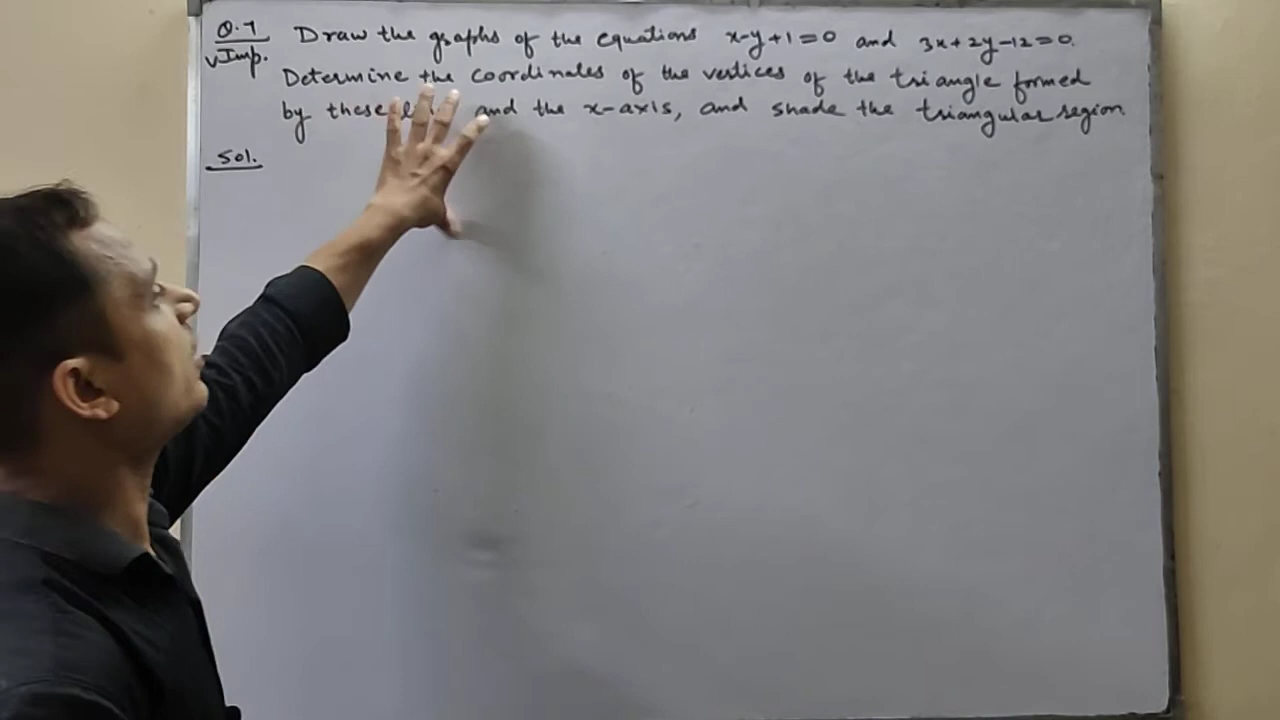 Q.7 Draw the graphs of the equations x-y+1=0 and 3x+2y-12=0.
vImp. Determine the coordinates of the vertices of the triangle formed
by these and the x-axis, and shade the triangular region.
Sol.